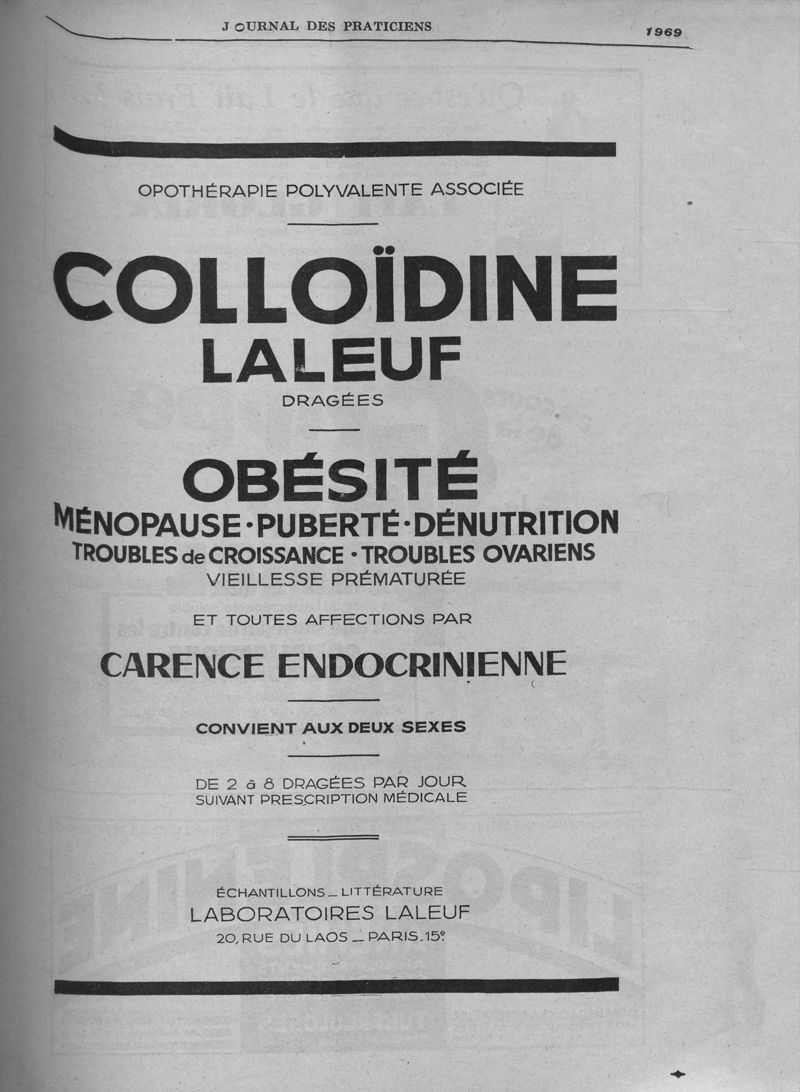 JOURNAL DES PRATICIENS
1969
OPOTHÉRAPIE POLYVALENTE ASSOCIÉE
COLLOÏDINE
LALEUF
DRAGÉES
OBÉSITÉ
MÉNOPAUSE · PUBERTÉ · DÉNUTRITION
TROUBLES de CROISSANCE · TROUBLES OVARIENS
VIEILLESSE PRÉMATURÉE
ET TOUTES AFFECTIONS PAR
CARENCE ENDOCRINIENNE
CONVIENT AUX DEUX SEXES
DE 2 à 8 DRAGÉES PAR JOUR
SUIVANT PRESCRIPTION MÉDICALE
ÉCHANTILLONS _ LITTÉRATURE
LABORATOIRES LALEUF
20, RUE DU LAOS _ PARIS. 15e
LIPOSPLENINE